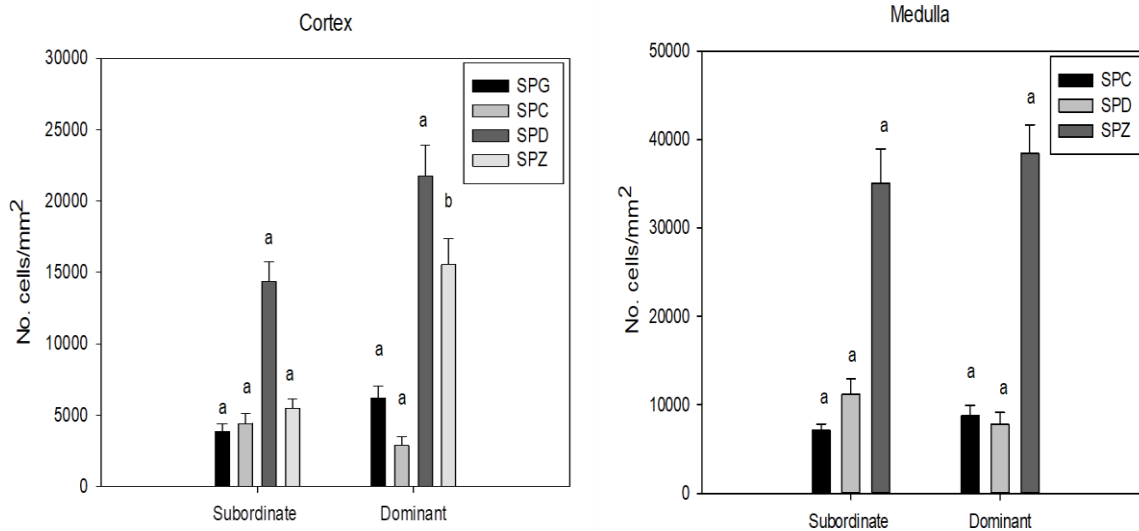 Cortex
30000
25000
20000
15000
10000
5000
0
No. cells/mm²
SPG
SPC
SPD
SPZ
a a a a
a a a b
Subordinate Dominant
Medulla
50000
40000
30000
20000
10000
0
No. cells/mm²
SPC
SPD
SPZ
a a a
a a a
Subordinate Dominant